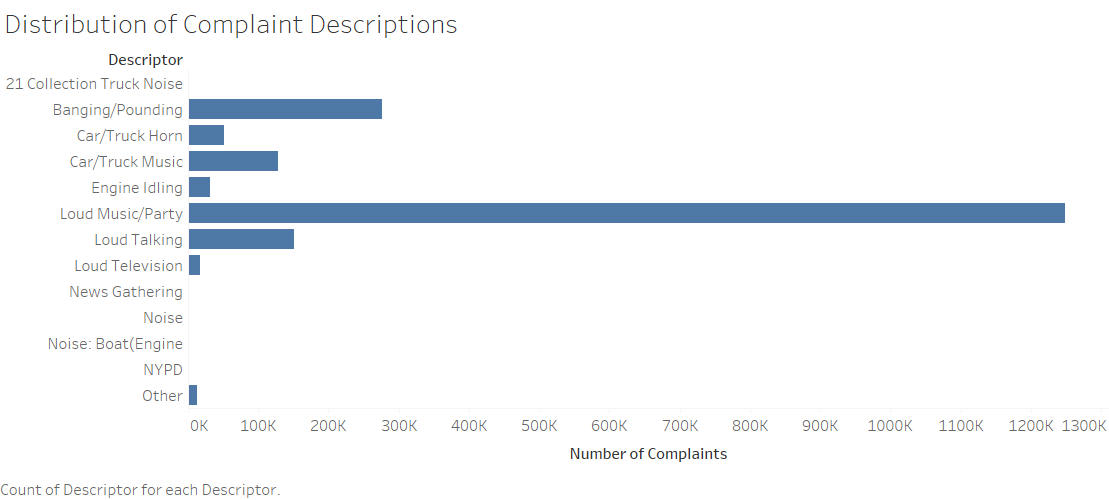 Distribution of Complaint Descriptions
Descriptor
21 Collection Truck Noise
Banging/Pounding
Car/Truck Horn
Car/Truck Music
Engine Idling
Loud Music/Party
Loud Talking
Loud Television
News Gathering
Noise
Noise: Boat(Engine
NYPD
Other
0K 100K 200K 300K 400K 500K 600K 700K 800K 900K 1000K 1100K 1200K 1300K
Number of Complaints
Count of Descriptor for each Descriptor.